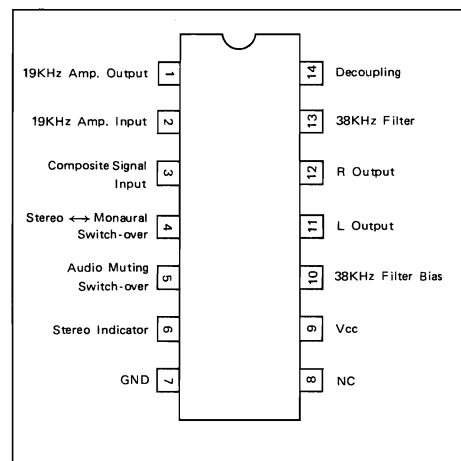 19KHz Amp. Output 1
14 Decoupling
19KHz Amp. Input 2
13 38KHz Filter
Composite Signal
Input 3
12 R Output
Stereo ↔ Monaural
Switch-over 4
11 L Output
Audio Muting
Switch-over 5
10 38KHz Filter Bias
Stereo Indicator 6
9 Vcc
GND 7
8 NC